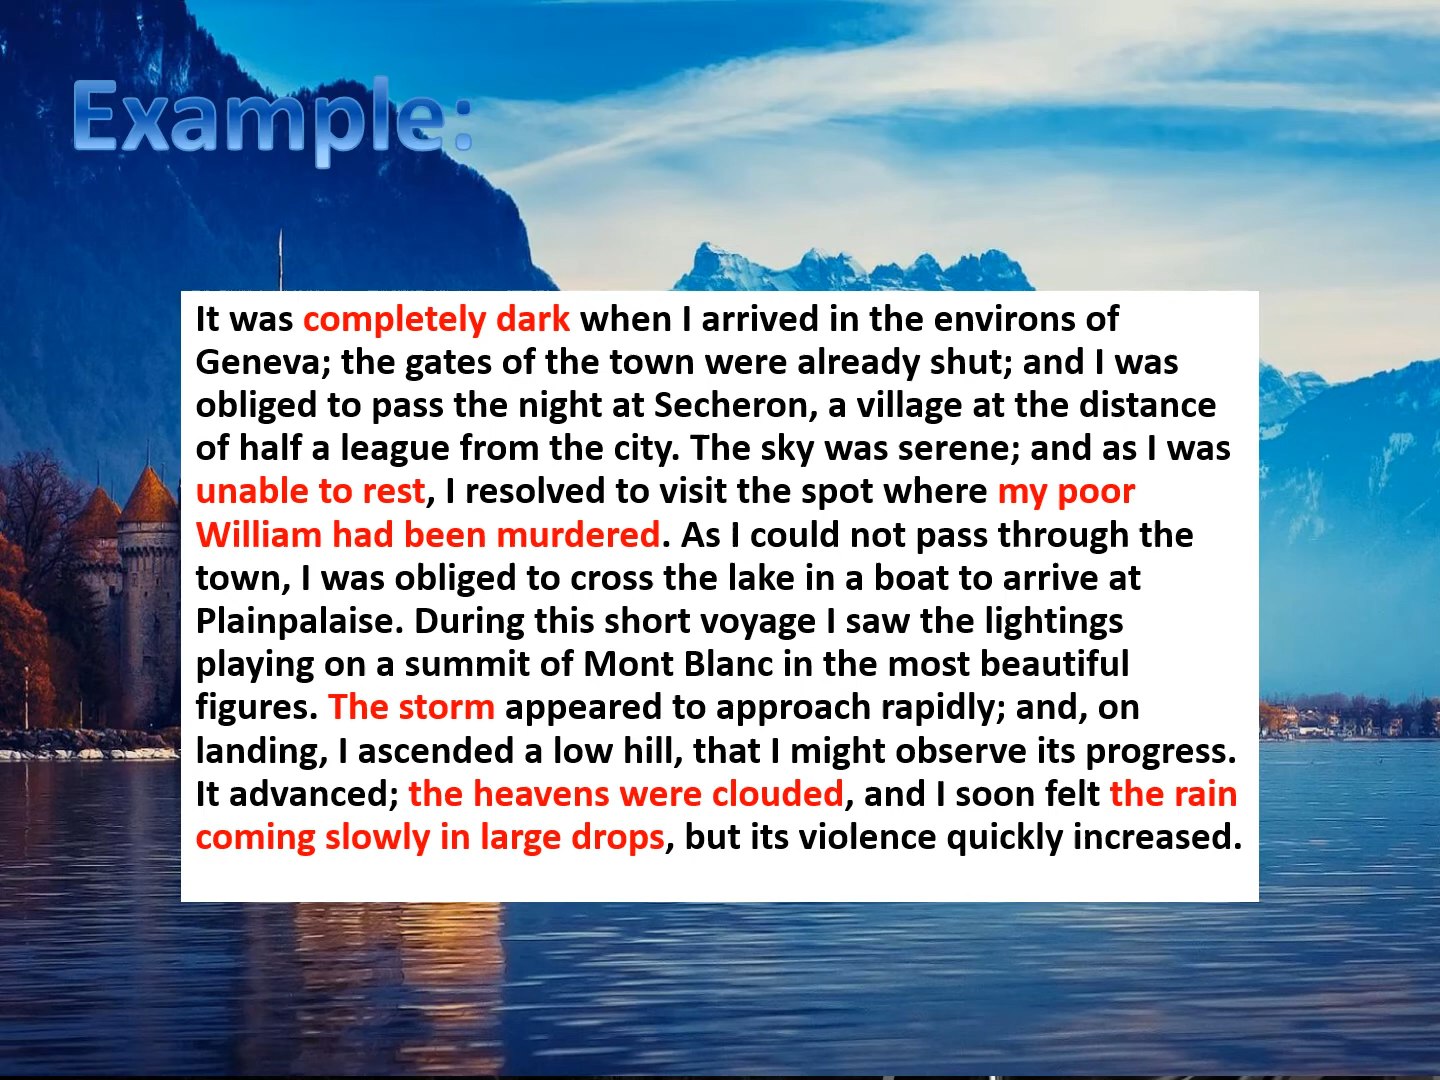 Example:
It was completely dark when I arrived in the environs of
Geneva; the gates of the town were already shut; and I was
obliged to pass the night at Secheron, a village at the distance
of half a league from the city. The sky was serene; and as I was
unable to rest, I resolved to visit the spot where my poor
William had been murdered. As I could not pass through the
town, I was obliged to cross the lake in a boat to arrive at
Plainpalaise. During this short voyage I saw the lightings
playing on a summit of Mont Blanc in the most beautiful
figures. The storm appeared to approach rapidly; and, on
landing, I ascended a low hill, that I might observe its progress.
It advanced; the heavens were clouded, and I soon felt the rain
coming slowly in large drops, but its violence quickly increased.